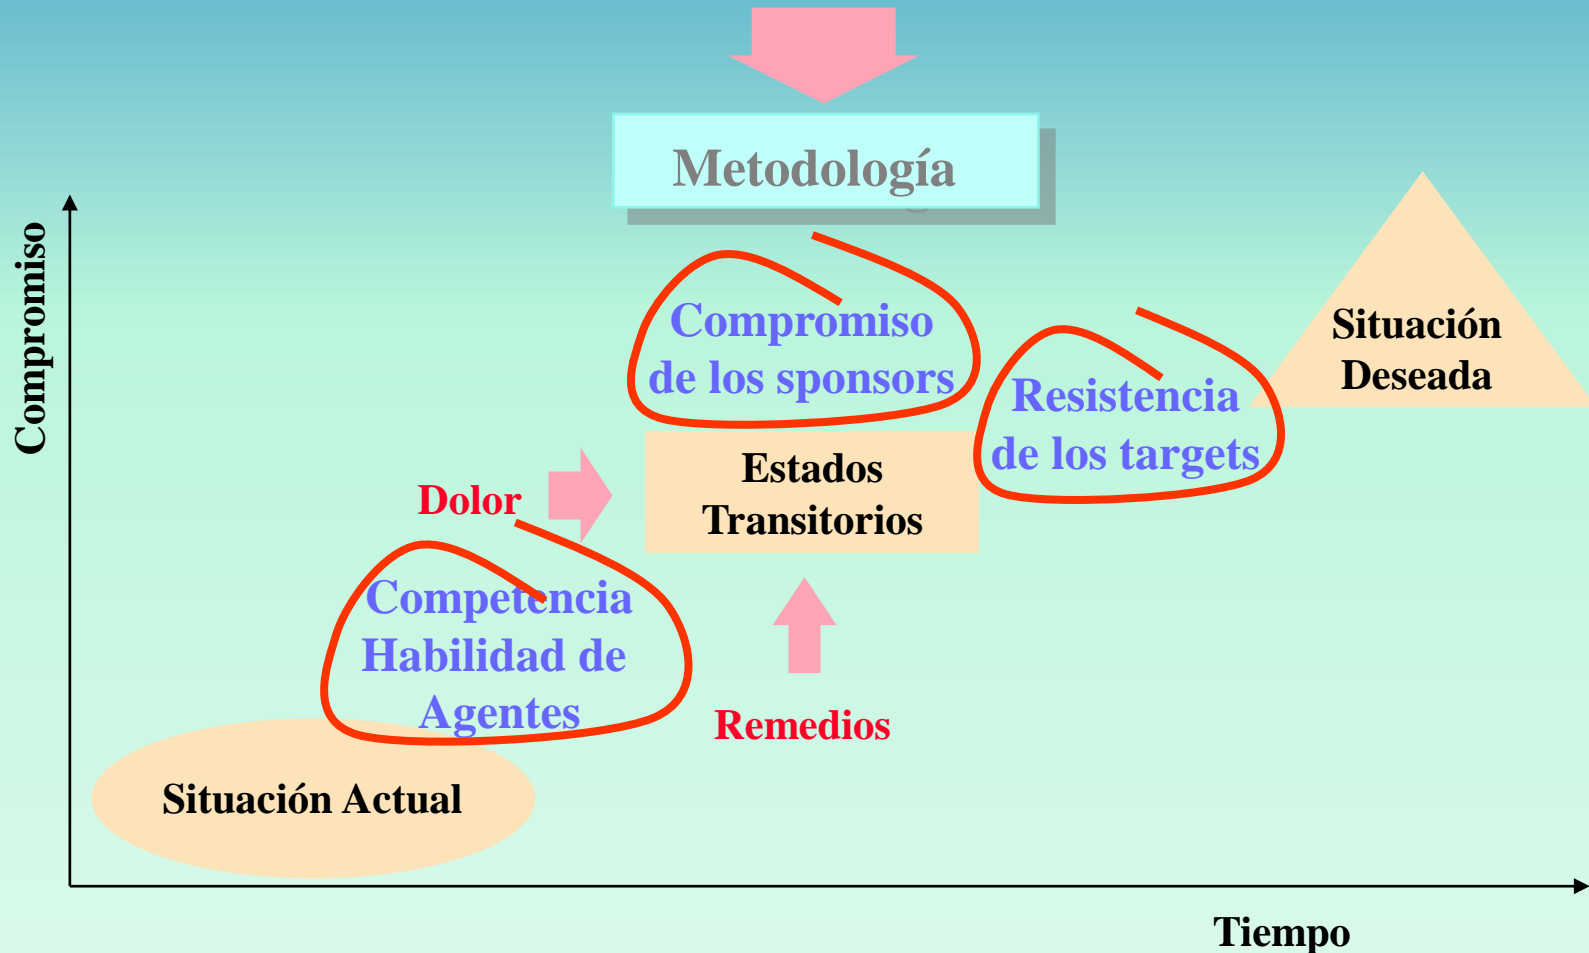 Metodología
Compromiso
Compromiso
de los sponsors
Situación
Deseada
Resistencia
de los targets
Estados
Transitorios
Dolor
Competencia
Habilidad de
Agentes
Remedios
Situación Actual
Tiempo